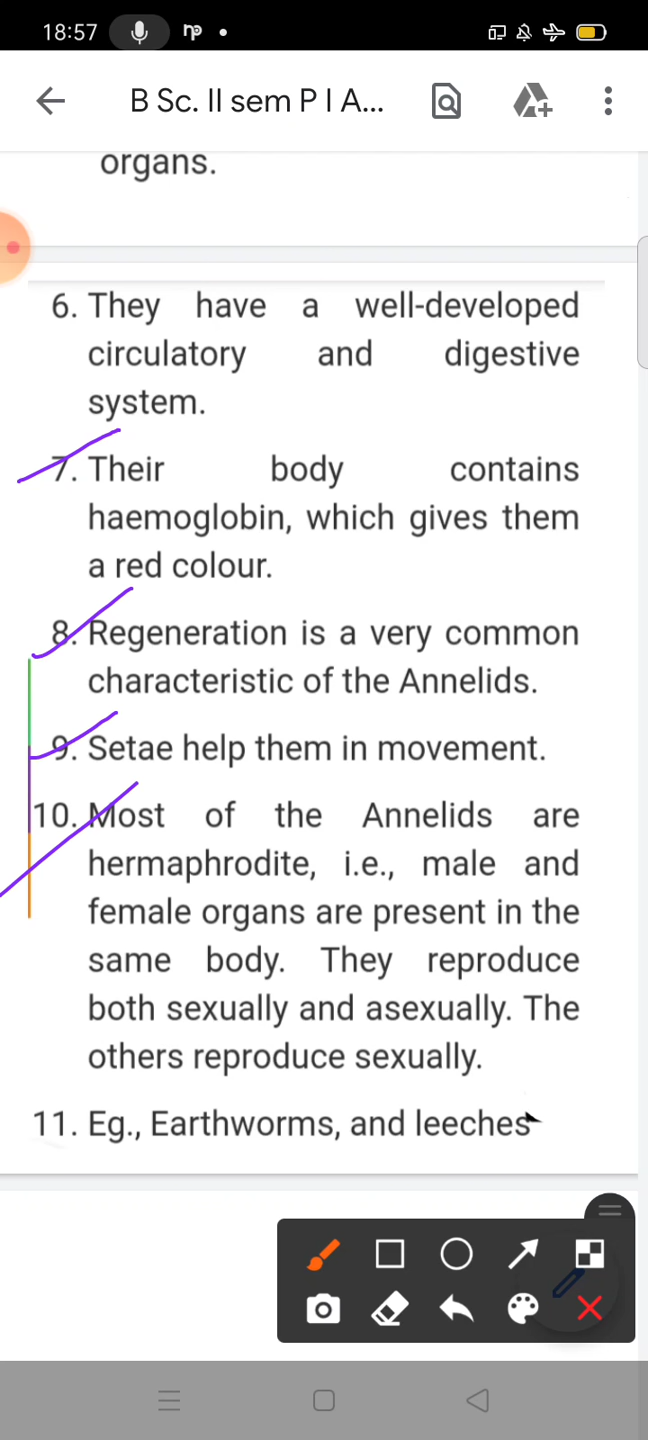 18:57
B Sc. II sem P I A...
organs.
6. They have a well-developed
circulatory and digestive
system.
7. Their body contains
haemoglobin, which gives them
a red colour.
8. Regeneration is a very common
characteristic of the Annelids.
9. Setae help them in movement.
10. Most of the Annelids are
hermaphrodite, i.e., male and
female organs are present in the
same body. They reproduce
both sexually and asexually. The
others reproduce sexually.
11. Eg., Earthworms, and leeches